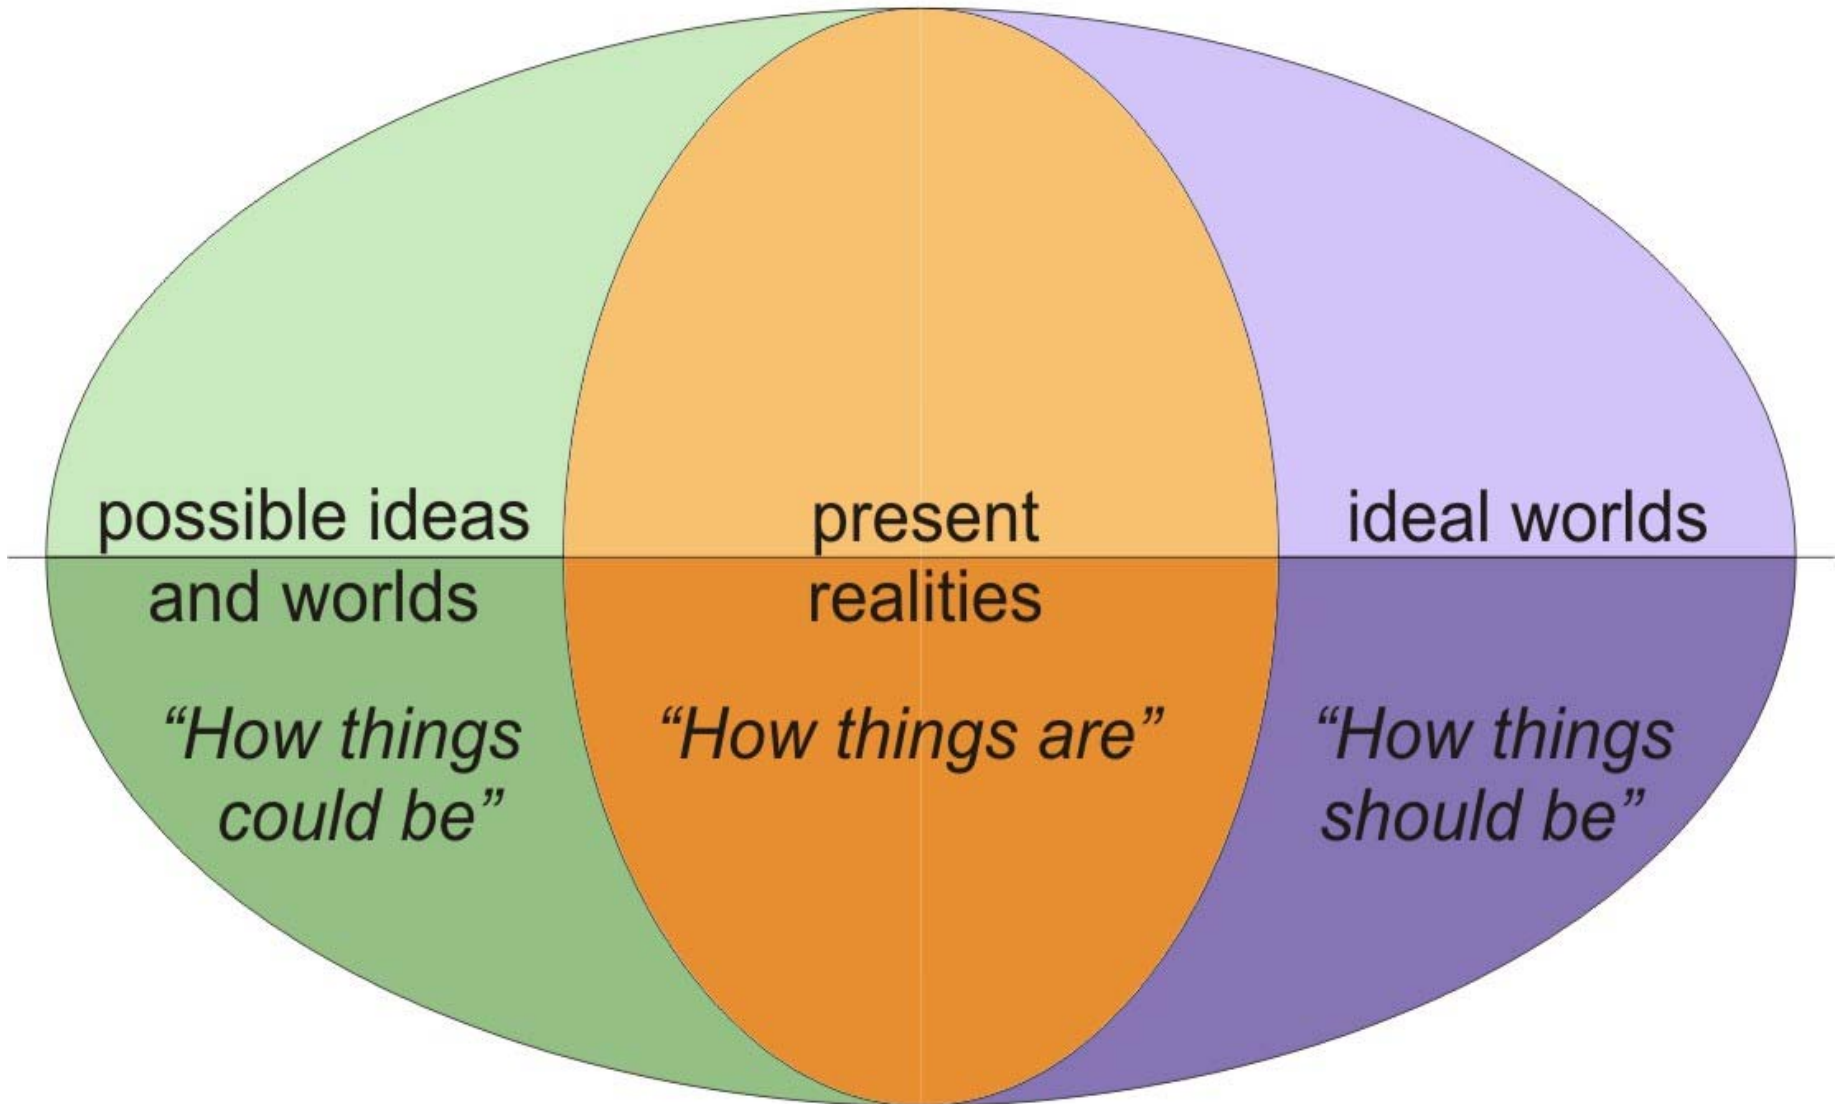 possible ideas
and worlds
“How things
could be”
present
realities
“How things are”
ideal worlds
“How things
should be”